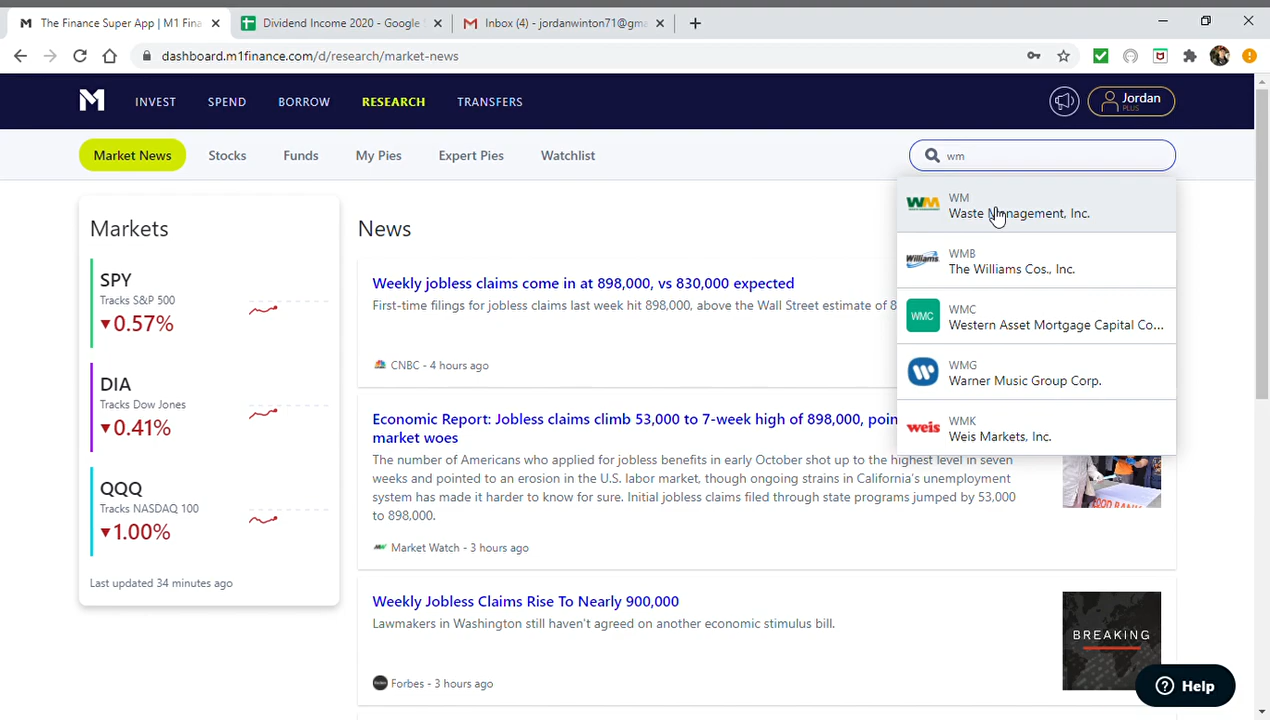 The Finance Super App | M1 Fina
Dividend Income 2020 - Google
Inbox (4) - jordanwinton71@gma
dashboard.m1finance.com/d/research/market-news
INVEST
SPEND
BORROW
RESEARCH
TRANSFERS
Jordan
PLUS
Market News
Stocks
Funds
My Pies
Expert Pies
Watchlist
wm
WM
WM
Waste Management, Inc.
Williams
WMB
The Williams Cos., Inc.
WMC
WMC
Western Asset Mortgage Capital Co...
WMG
Warner Music Group Corp.
weis
WMK
Weis Markets, Inc.
Markets
SPY
Tracks S&P 500
▼0.57%
DIA
Tracks Dow Jones
▼0.41%
QQQ
Tracks NASDAQ 100
▼1.00%
Last updated 34 minutes ago
News
Weekly jobless claims come in at 898,000, vs 830,000 expected
First-time filings for jobless claims last week hit 898,000, above the Wall Street estimate of 8
CNBC - 4 hours ago
Economic Report: Jobless claims climb 53,000 to 7-week high of 898,000, poin
market woes
The number of Americans who applied for jobless benefits in early October shot up to the highest level in seven
weeks and pointed to an erosion in the U.S. labor market, though ongoing strains in California's unemployment
system has made it harder to know for sure. Initial jobless claims filed through state programs jumped by 53,000
to 898,000.
FOOD BANK
Market Watch - 3 hours ago
Weekly Jobless Claims Rise To Nearly 900,000
Lawmakers in Washington still haven't agreed on another economic stimulus bill.
BREAKING
Forbes - 3 hours ago
Help